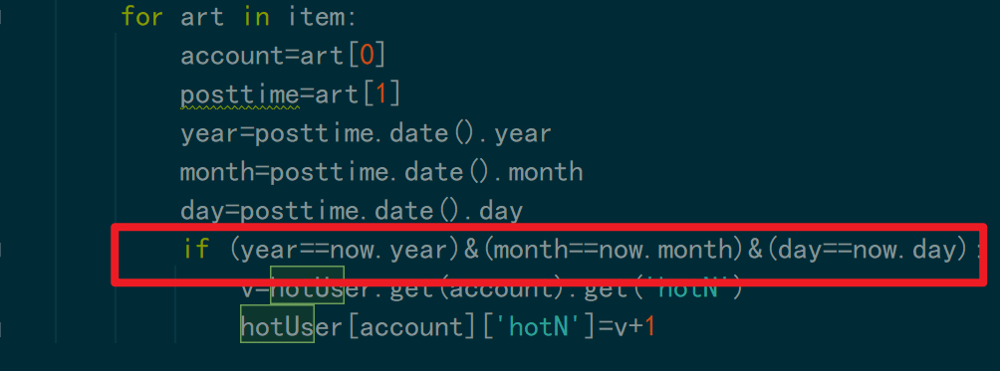 for art in item:
account=art[0]
posttime=art[1]
year=posttime.date().year
month=posttime.date().month
day=posttime.date().day
if (year==now.year)&(month==now.month)&(day==now.day):
v=hotUser.get(account).get('hotN')
hotUser[account]['hotN']=v+1